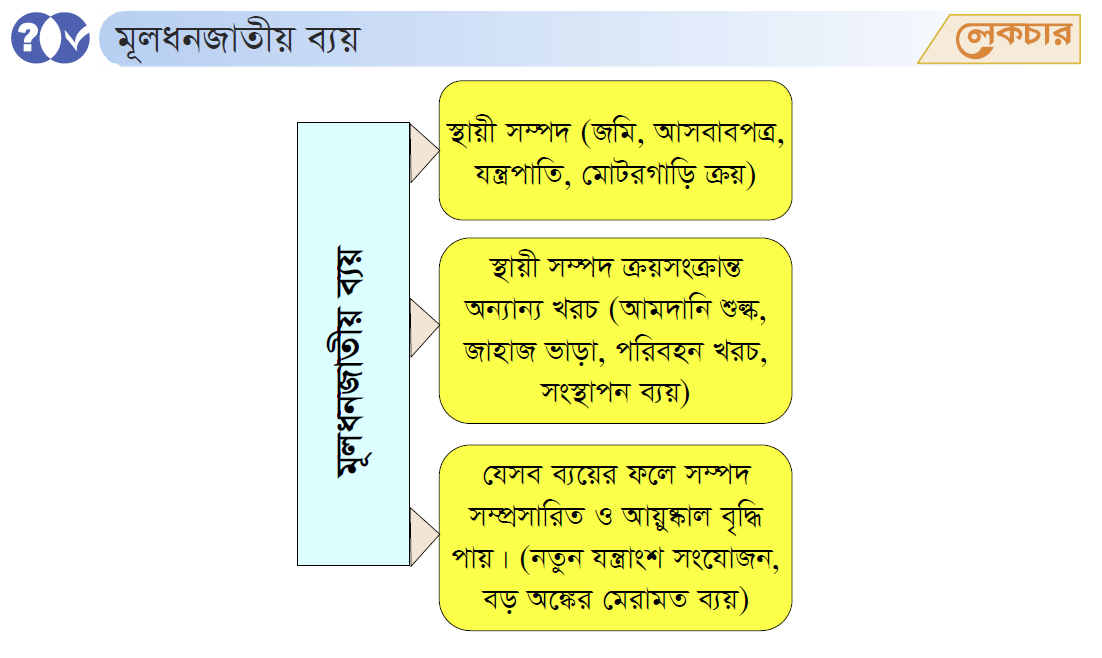 মূলধনজাতীয় ব্যয়
লেকচার
মূলধনজাতীয় ব্যয়
স্থায়ী সম্পদ (জমি, আসবাবপত্র,
যন্ত্রপাতি, মোটরগাড়ি ক্রয়)
স্থায়ী সম্পদ ক্রয়সংক্রান্ত
অন্যান্য খরচ (আমদানি শুল্ক,
জাহাজ ভাড়া, পরিবহন খরচ,
সংস্থাপন ব্যয়)
যেসব ব্যয়ের ফলে সম্পদ
সম্প্রসারিত ও আয়ুষ্কাল বৃদ্ধি
পায়। (নতুন যন্ত্রাংশ সংযোজন,
বড় অঙ্কের মেরামত ব্যয়)